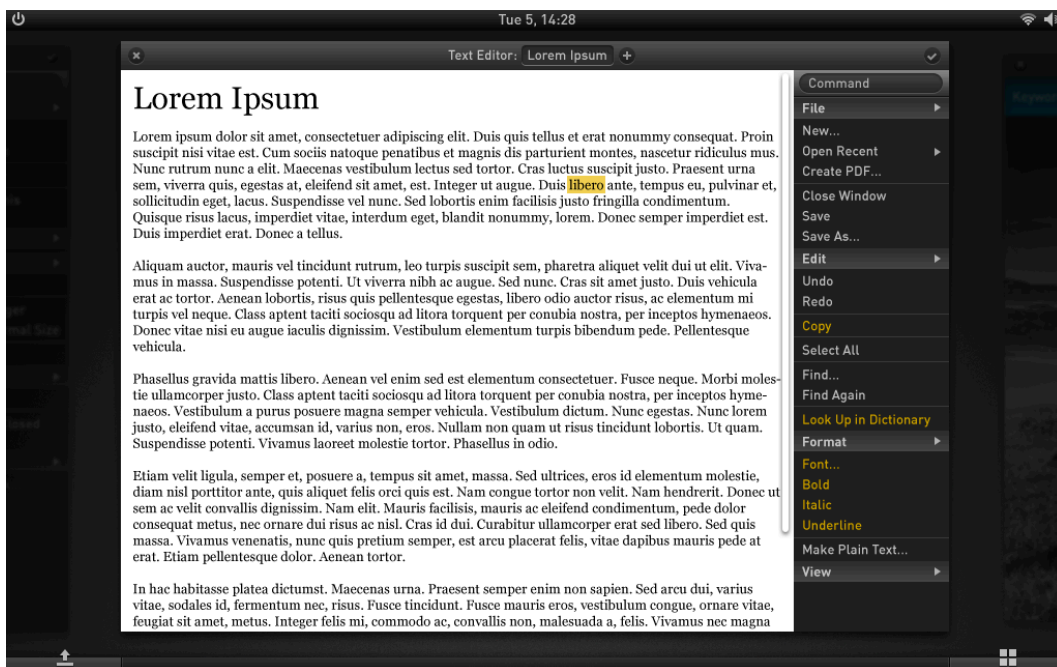 Tue 5, 14:28
Text Editor: Lorem Ipsum +
Lorem Ipsum
Lorem ipsum dolor sit amet, consectetuer adipiscing elit. Duis quis tellus et erat nonummy consequat. Proin
suscipit nisi vitae est. Cum sociis natoque penatibus et magnis dis parturient montes, nascetur ridiculus mus.
Nunc rutrum nunc a elit. Maecenas vestibulum lectus sed tortor. Cras luctus suscipit justo. Praesent urna
sem, viverra quis, egestas at, eleifend sit amet, est. Integer ut augue. Duis libero ante, tempus eu, pulvinar et,
sollicitudin eget, lacus. Suspendisse vel nunc. Sed lobortis enim facilisis justo fringilla condimentum.
Quisque risus lacus, imperdiet vitae, interdum eget, blandit nonummy, lorem. Donec semper imperdiet est.
Duis imperdiet erat. Donec a tellus.
Aliquam auctor, mauris vel tincidunt rutrum, leo turpis suscipit sem, pharetra aliquet velit dui ut elit. Viva-
mus in massa. Suspendisse potenti. Ut viverra nibh ac augue. Sed nunc. Cras sit amet justo. Duis vehicula
erat ac tortor. Aenean lobortis, risus quis pellentesque egestas, libero odio auctor risus, ac elementum mi
turpis vel neque. Class aptent taciti sociosqu ad litora torquent per conubia nostra, per inceptos hymenaeos.
Donec vitae nisi eu augue iaculis dignissim. Vestibulum elementum turpis bibendum pede. Pellentesque
vehicula.
Phasellus gravida mattis libero. Aenean vel enim sed est elementum consectetuer. Fusce neque. Morbi moles-
tie ullamcorper justo. Class aptent taciti sociosqu ad litora torquent per conubia nostra, per inceptos hyme-
naeos. Vestibulum a purus posuere magna semper vehicula. Vestibulum dictum. Nunc egestas. Nunc lorem
justo, eleifend vitae, accumsan id, varius non, eros. Nullam non quam ut risus tincidunt lobortis. Ut quam.
Suspendisse potenti. Vivamus laoreet molestie tortor. Phasellus in odio.
Etiam velit ligula, semper et, posuere a, tempus sit amet, massa. Sed ultrices, eros id elementum molestie,
diam nisl porttitor ante, quis aliquet felis orci quis est. Nam congue tortor non velit. Nam hendrerit. Donec ut
sem ac velit convallis dignissim. Nam elit. Mauris facilisis, mauris ac eleifend condimentum, pede dolor
consequat metus, nec ornare dui risus ac nisl. Cras id dui. Curabitur ullamcorper erat sed libero. Sed quis
massa. Vivamus venenatis, nunc quis pretium semper, est arcu placerat felis, vitae dapibus mauris pede at
erat. Etiam pellentesque dolor. Aenean tortor.
In hac habitasse platea dictumst. Maecenas urna. Praesent semper enim non sapien. Sed arcu dui, varius
vitae, sodales id, fermentum nec, risus. Fusce tincidunt. Fusce mauris eros, vestibulum congue, ornare vitae,
feugiat sit amet, metus. Integer felis mi, commodo ac, convallis non, malesuada a, felis. Vivamus nec magna
Command
File
New...
Open Recent
Create PDF...
Close Window
Save
Save As...
Edit
Undo
Redo
Copy
Select All
Find...
Find Again
Look Up in Dictionary
Format
Font...
Bold
Italic
Underline
Make Plain Text...
View